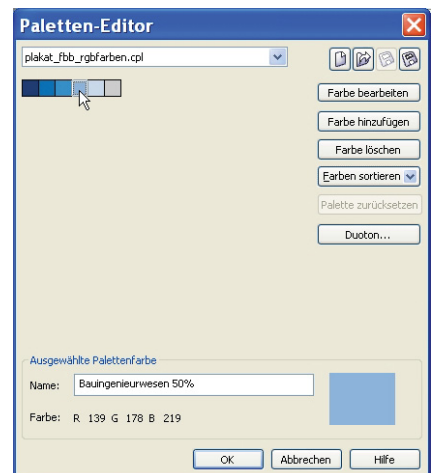 Paletten-Editor
plakat_fbb_rgbfarben.cpl
Farbe bearbeiten
Farbe hinzufügen
Farbe löschen
Farben sortieren
Palette zurücksetzen
Duoton...
Ausgewählte Palettenfarbe
Name: Bauingenieurwesen 50%
Farbe: R 139 G 178 B 219
OK Abbrechen Hilfe